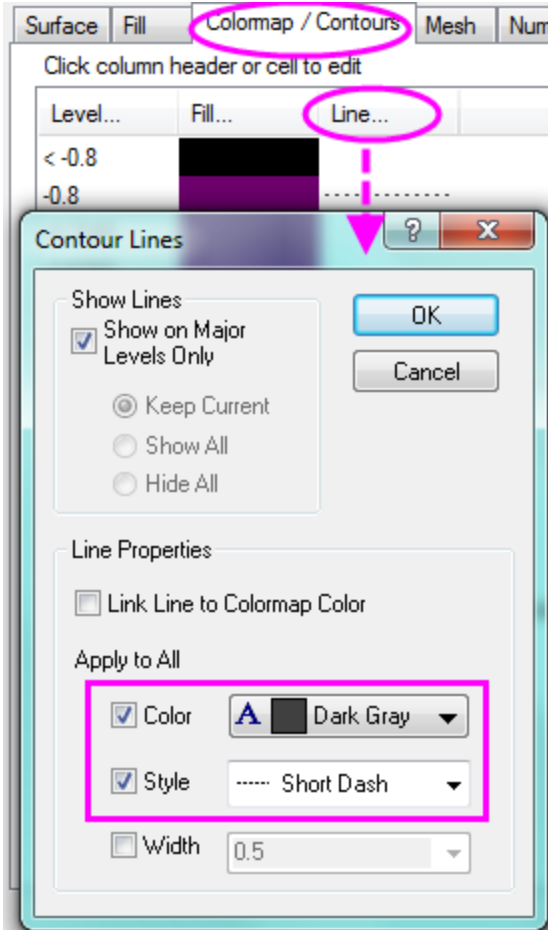 Surface Fill Colormap / Contours Mesh
Click column header or cell to edit
Level... Fill... Line...
< -0.8
-0.8
Contour Lines
?
Show Lines
Show on Major
Levels Only
OK
Cancel
Keep Current
Show All
Hide All
Line Properties
Link Line to Colormap Color
Apply to All
Color A Dark Gray
Style Short Dash
Width 0.5